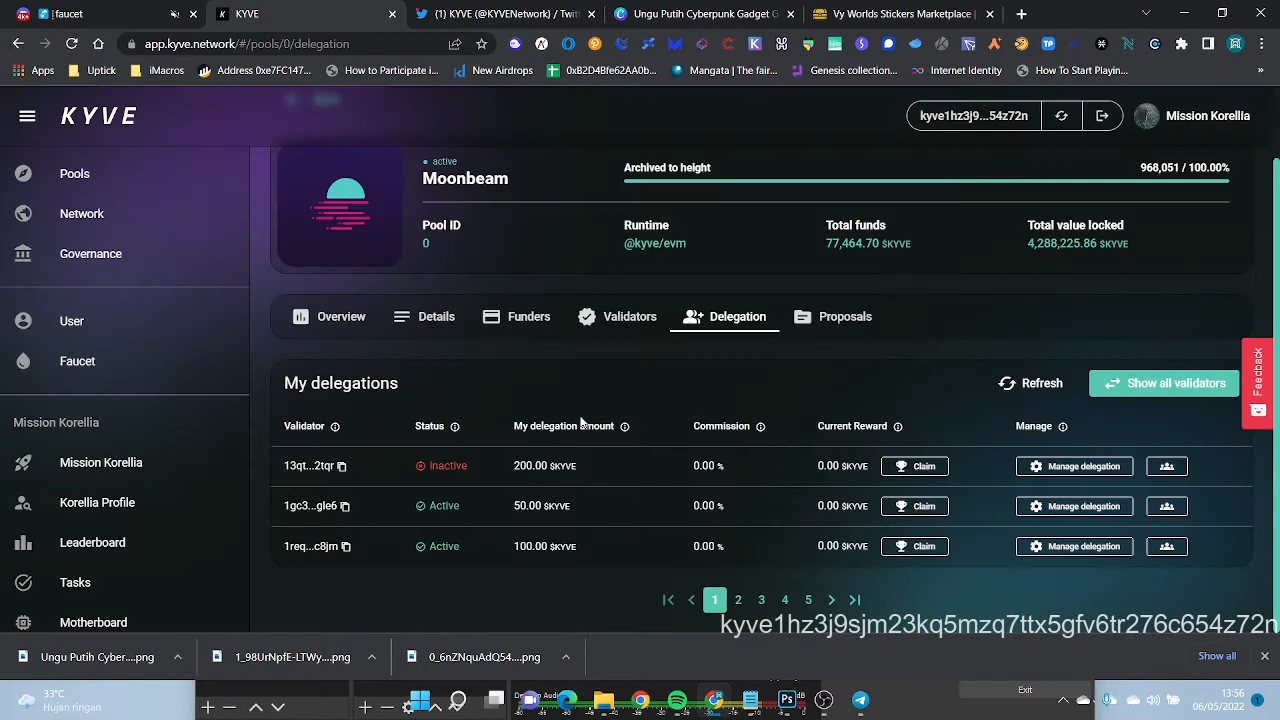 ifaucet
KYVE
(1) KYVE (@KYVENetwork) / Twitt
Ungu Putih Cyberpunk Gadget G
Vy Worlds Stickers Marketplace |
app.kyve.network/#/pools/0/delegation
Apps
Uptick
iMacros
Address 0xe7FC147...
How to Participate i...
New Airdrops
0xB2D4Bfe62AA0b...
Mangata | The fair...
Genesis collection...
Internet Identity
How To Start Playin...
KYVE
kyve1hz3j9...54z72n
Mission Korellia
Pools
Network
Governance
User
Faucet
Mission Korellia
Mission Korellia
Korellia Profile
Leaderboard
Tasks
Motherboard
active
Moonbeam
Archived to height
968,051 / 100.00%
Pool ID
Runtime
Total funds
Total value locked
0
@kyve/evm
77,464.70 $KYVE
4,288,225.86 $KYVE
Overview
Details
Funders
Validators
Delegation
Proposals
Feedback
My delegations
Refresh
Show all validators
Validator
Status
My delegation amount
Commission
Current Reward
Manage
13qt...2tqr
Inactive
200.00 $KYVE
0.00 %
0.00 $KYVE
Claim
Manage delegation
1gc3...glc6
Active
50.00 $KYVE
0.00 %
0.00 $KYVE
Claim
Manage delegation
1req...c8jm
Active
100.00 $KYVE
0.00 %
0.00 $KYVE
Claim
Manage delegation
1 2 3 4 5
kyve1hz3j9sjm23kq5mzq7ttx5gfv6tr276c654z72n
Ungu Putih Cyber....png
1_98UrNpfE-TWy....png
0_6nZNquAdQ54....png
Show all
33°C
Hujan ringan
Exit
13:56
06/05/2022